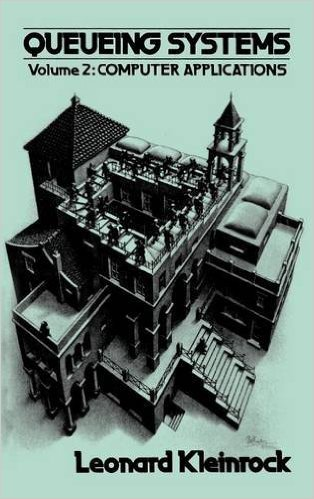 QUEUEING SYSTEMS
Volume 2: COMPUTER APPLICATIONS
Leonard Kleinrock